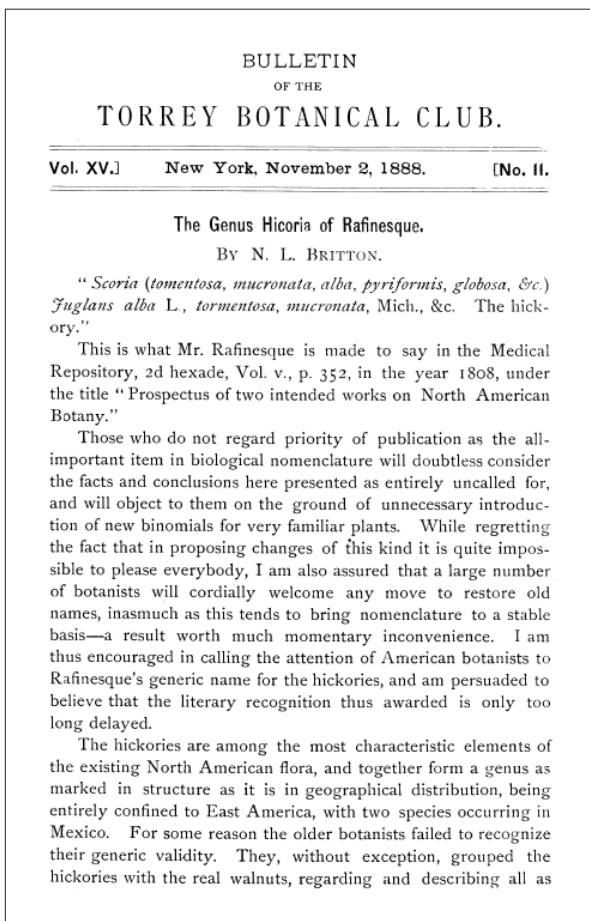 BULLETIN
OF THE
TORREY BOTANICAL CLUB.
Vol. XV.] New York, November 2, 1888. [No. 11.
The Genus Hicoria of Rafinesque.
By N. L. Britton.
"Scoria (tomentosa, mucronata, alba, pyriformis, globosa, &c.)
Juglans alba L., tormentosa, mucronata, Mich., &c. The hick-
ory."
This is what Mr. Rafinesque is made to say in the Medical
Repository, 2d hexade, Vol. v., p. 352, in the year 1808, under
the title "Prospectus of two intended works on North American
Botany."
Those who do not regard priority of publication as the all-
important item in biological nomenclature will doubtless consider
the facts and conclusions here presented as entirely uncalled for,
and will object to them on the ground of unnecessary introduc-
tion of new binomials for very familiar plants. While regretting
the fact that in proposing changes of this kind it is quite impos-
sible to please everybody, I am also assured that a large number
of botanists will cordially welcome any move to restore old
names, inasmuch as this tends to bring nomenclature to a stable
basis—a result worth much momentary inconvenience. I am
thus encouraged in calling the attention of American botanists to
Rafinesque's generic name for the hickories, and am persuaded to
believe that the literary recognition thus awarded is only too
long delayed.
The hickories are among the most characteristic elements of
the existing North American flora, and together form a genus as
marked in structure as it is in geographical distribution, being
entirely confined to East America, with two species occurring in
Mexico. For some reason the older botanists failed to recognize
their generic validity. They, without exception, grouped the
hickories with the real walnuts, regarding and describing all as